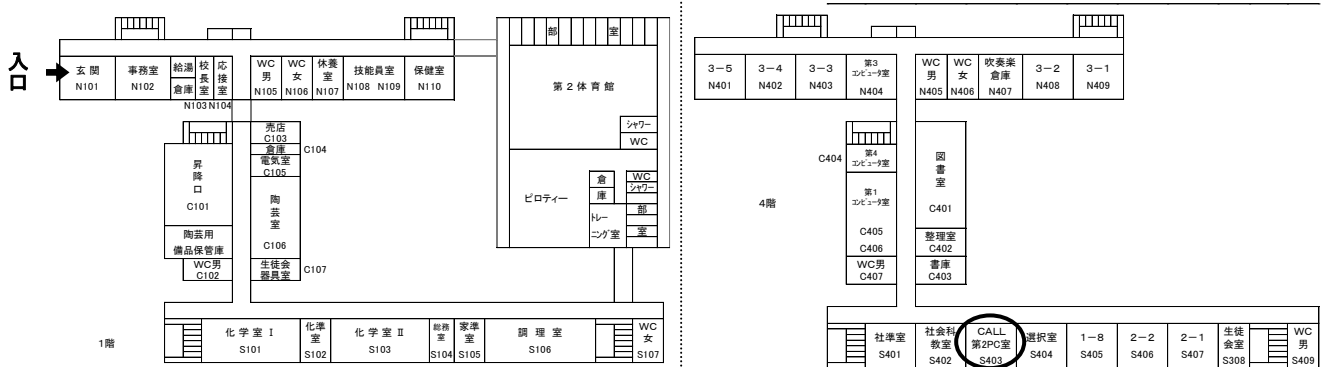 入口
玄関
N101
事務室
N102
給湯
倉庫
校長室
N103
応接室
N104
WC
男
N105
WC
女
N106
休養室
N107
技能員室
N108 N109
保健室
N110
部室
第2体育館
シャワー
WC
ピロティー
倉庫
WC
シャワー
トレーニング室
部室
売店
C103
倉庫
C104
電気室
C105
昇降口
C101
陶芸室
C106
陶芸用
備品保管庫
WC男
C102
生徒会
器具室
C107
1階
化学室Ⅰ
S101
化準室
S102
化学室Ⅱ
S103
総務室
S104
家準室
S105
調理室
S106
WC
女
S107
3-5
N401
3-4
N402
3-3
N403
第3
コンピュータ室
N404
WC
男
N405
WC
女
N406
吹奏楽
倉庫
N407
3-2
N408
3-1
N409
C404
第4
コンピュータ室
第1
コンピュータ室
C405
C406
WC男
C407
図書室
C401
整理室
C402
書庫
C403
4階
社準室
S401
社会科
教室
S402
CALL
第2PC室
S403
選択室
S404
1-8
S405
2-2
S406
2-1
S407
生徒
会室
S308
WC
男
S409